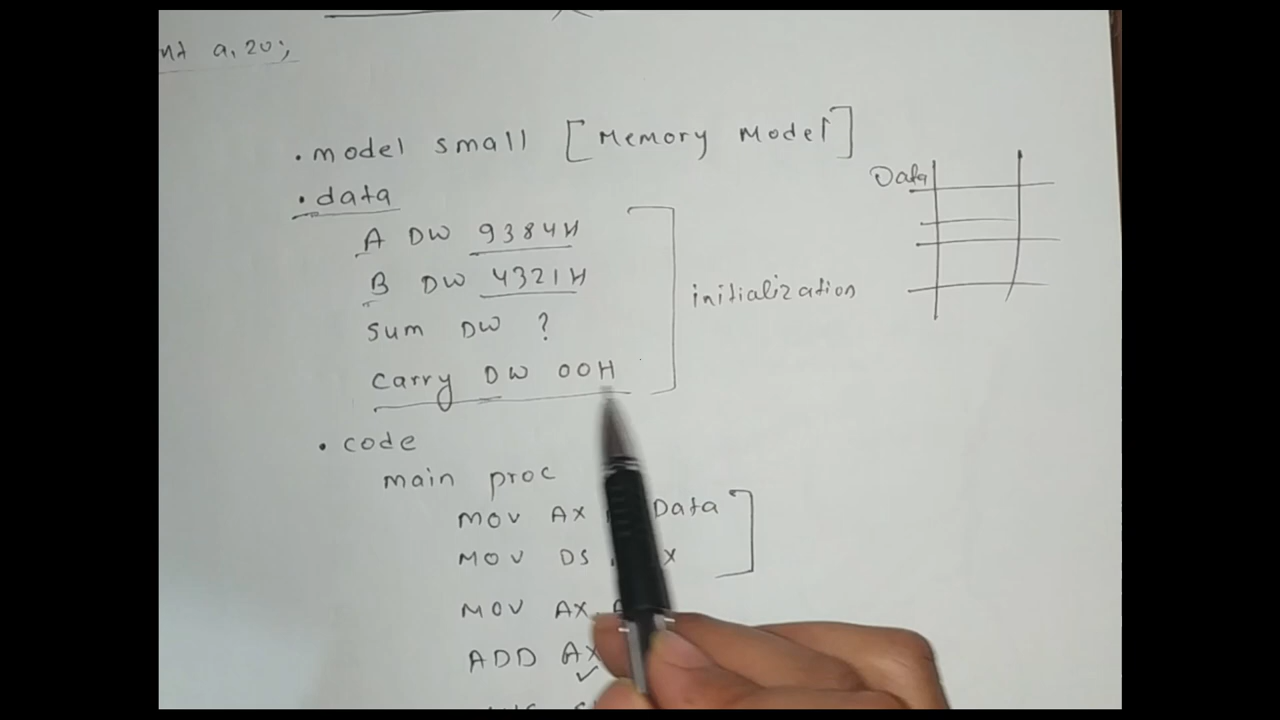 a, 20;
.model small [Memory Model]
.data
Data
A DW 9384H
B DW 4321H
initialization
sum DW ?
carry DW 00H
.code
main proc
MOV AX Data
MOV DS X
MOV AX
ADD AX